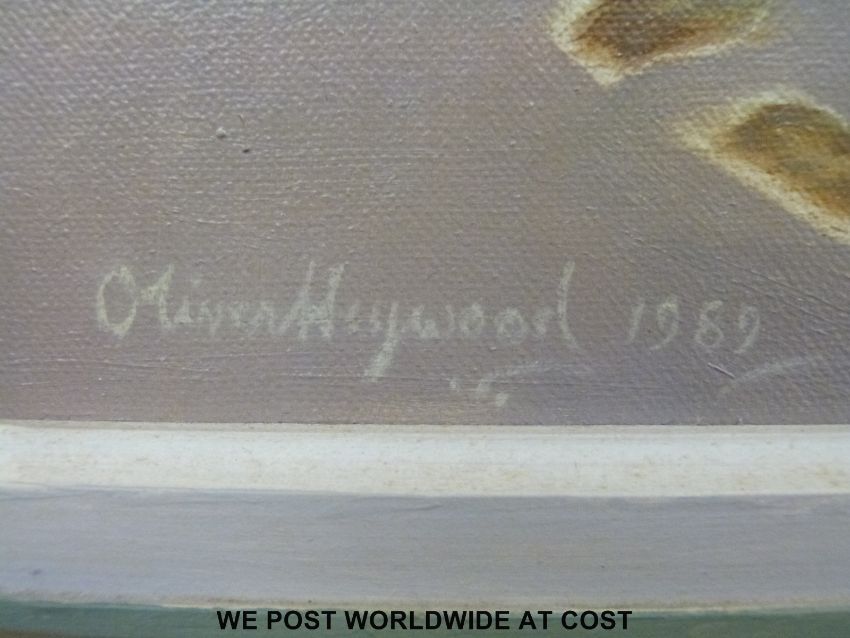 Oliver Heywood 1989
WE POST WORLDWIDE AT COST